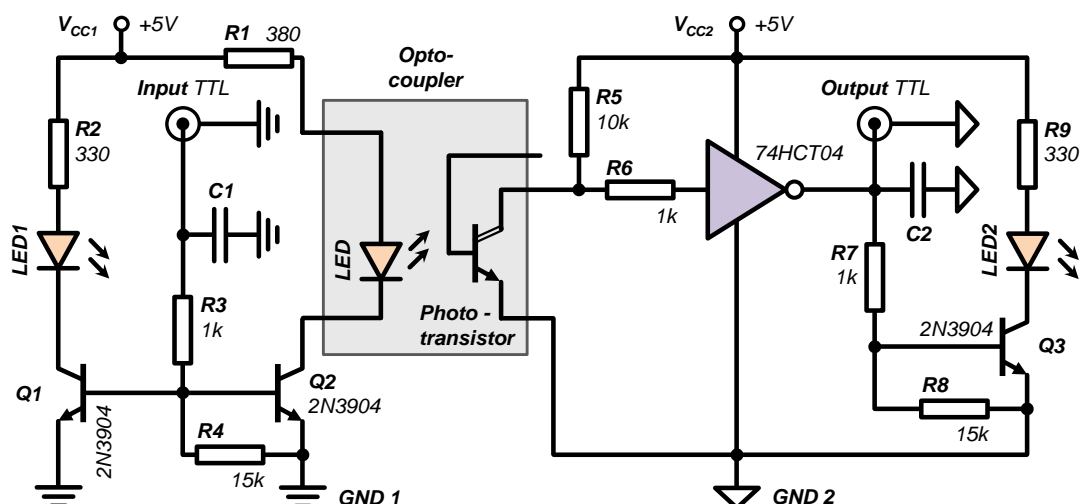 VCC1 +5V
R1 380
Opto-
coupler
VCC2 +5V
Input TTL
Output TTL
R2
330
R5
10k
R9
330
74HCT04
R6
1k
C1
LED1
LED
R7
1k
C2
LED2
R3
1k
Photo -
transistor
2N3904
Q3
Q1
2N3904
Q2
2N3904
R8
15k
R4
15k
GND 1
GND 2